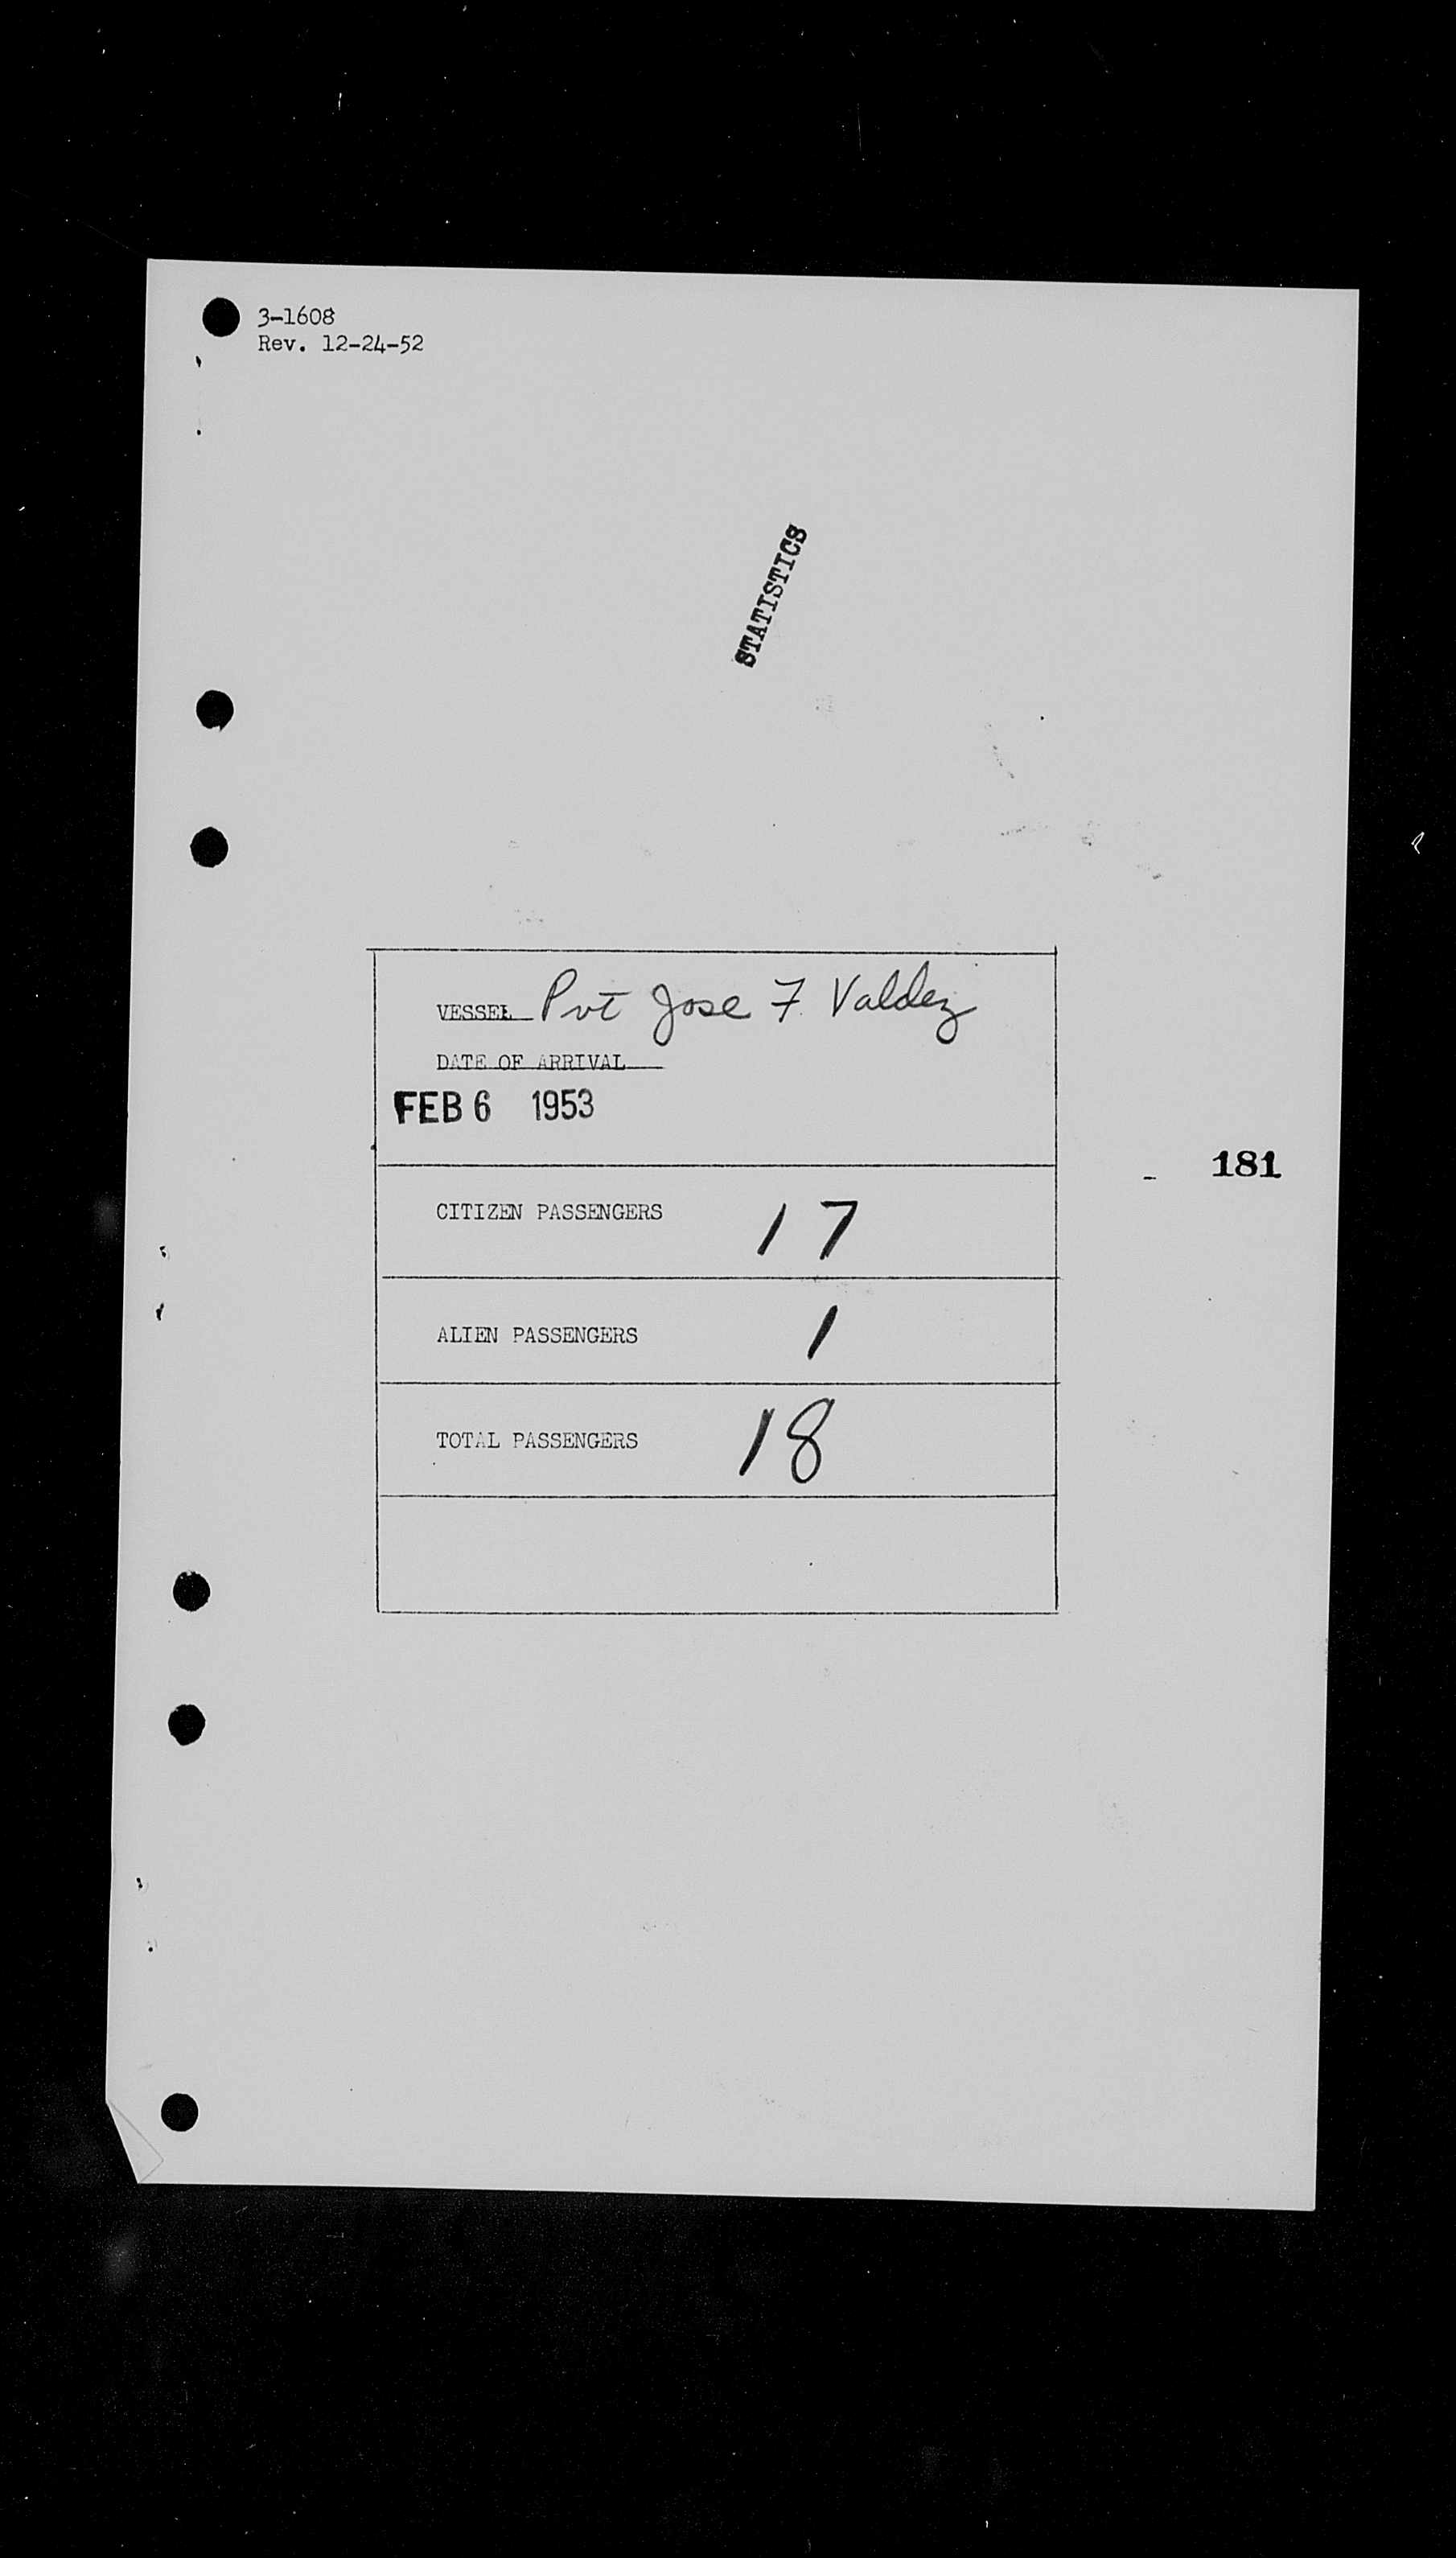 3-1608
Rev. 12-24-52
STATISTICS
VESSEL Pvt Jose F. Valdez
DATE OF ARRIVAL
FEB 6 1953
181
CITIZEN PASSENGERS 17
ALIEN PASSENGERS 1
TOTAL PASSENGERS 18